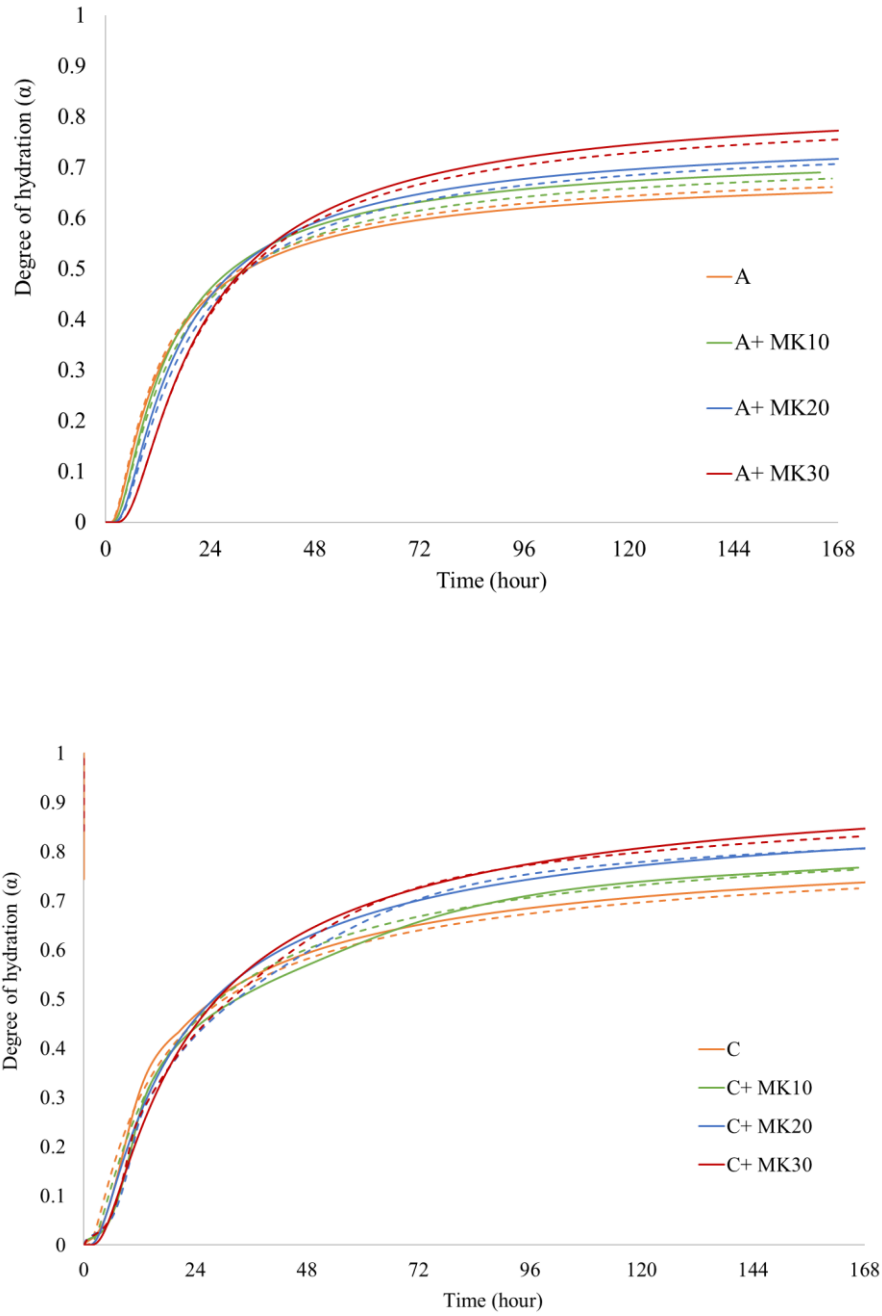 1
0.9
0.8
0.7
0.6
0.5
0.4
0.3
0.2
0.1
0
Degree of hydration (α)
A
A+ MK10
A+ MK20
A+ MK30
0 24 48 72 96 120 144 168
Time (hour)
1
0.9
0.8
0.7
0.6
0.5
0.4
0.3
0.2
0.1
0
Degree of hydration (α)
C
C+ MK10
C+ MK20
C+ MK30
0 24 48 72 96 120 144 168
Time (hour)